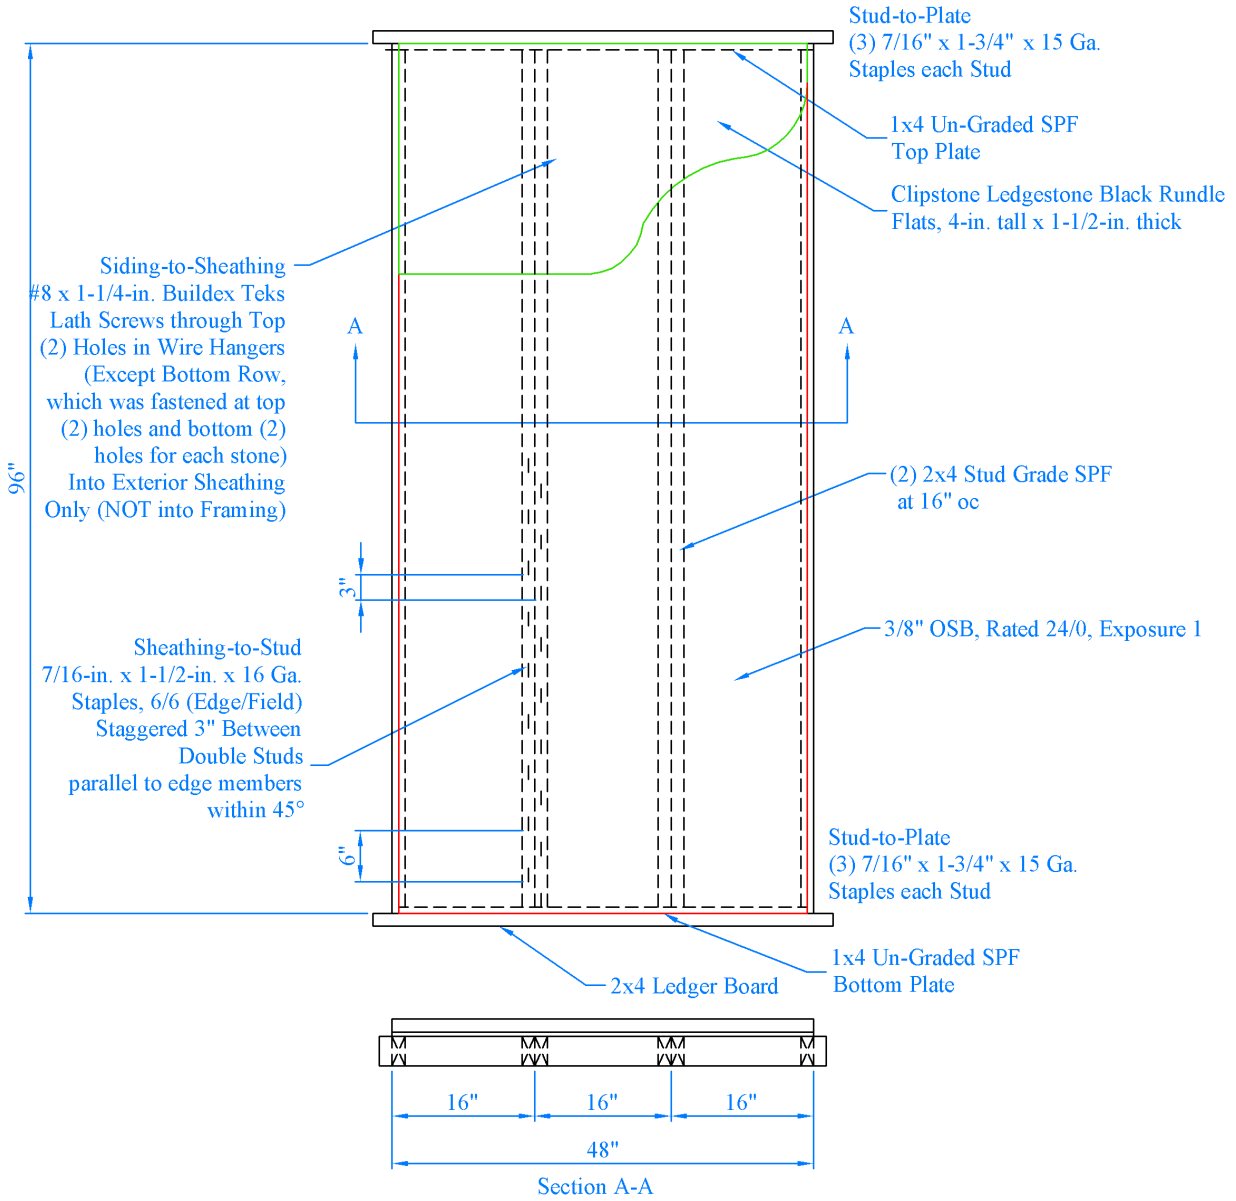 Stud-to-Plate
(3) 7/16" x 1-3/4" x 15 Ga.
Staples each Stud
1x4 Un-Graded SPF
Top Plate
Clipstone Ledgestone Black Rundle
Flats, 4-in. tall x 1-1/2-in. thick
Siding-to-Sheathing
#8 x 1-1/4-in. Buildex Teks
Lath Screws through Top
(2) Holes in Wire Hangers
(Except Bottom Row,
which was fastened at top
(2) holes and bottom (2)
holes for each stone)
Into Exterior Sheathing
Only (NOT into Framing)
A
A
96"
(2) 2x4 Stud Grade SPF
at 16" oc
3"
3/8" OSB, Rated 24/0, Exposure 1
Sheathing-to-Stud
7/16-in. x 1-1/2-in. x 16 Ga.
Staples, 6/6 (Edge/Field)
Staggered 3" Between
Double Studs
parallel to edge members
within 45°
6"
Stud-to-Plate
(3) 7/16" x 1-3/4" x 15 Ga.
Staples each Stud
1x4 Un-Graded SPF
Bottom Plate
2x4 Ledger Board
16"
16"
16"
48"
Section A-A